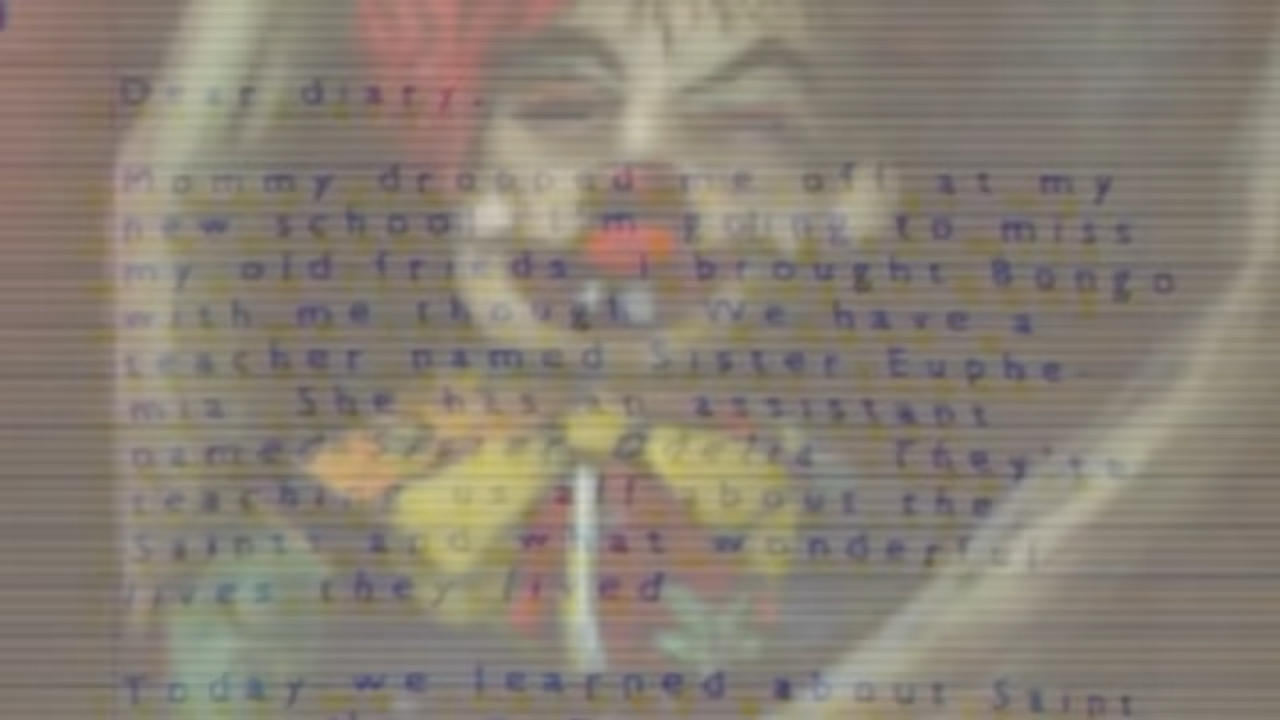 Dear diary.
Mommy dropped me off at my
new school I'm going to miss
my old frieds. I brought Bongo
with me though. We have a
teacher named Sister Euphe
mia She has an assistant
named Sister They're
teaching us all about the
Saints and what wonderful
lives they lived
Today we learned about Saint